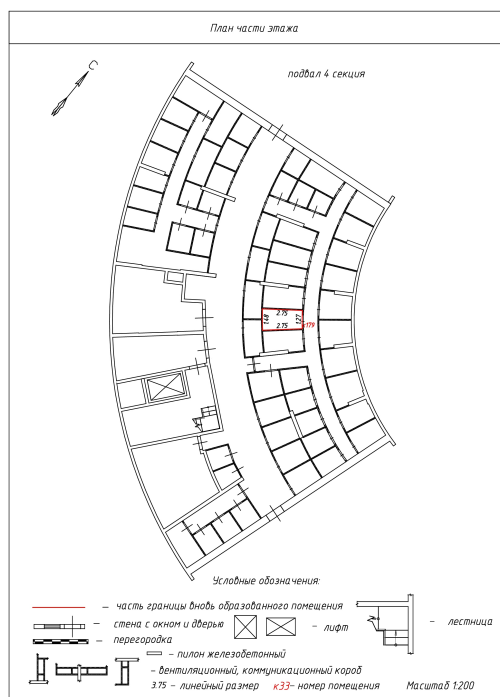 План части этажа
С
подвал 4 секция
2.75
1.48
1.27
2.75
к179
Условные обозначения:
— часть границы вновь образованного помещения
— стена с окном и дверью
— лифт
— лестница
— перегородка
— пилон железобетонный
— вентиляционный, коммуникационный короб
3.75 — линейный размер к33— номер помещения Масштаб 1:200